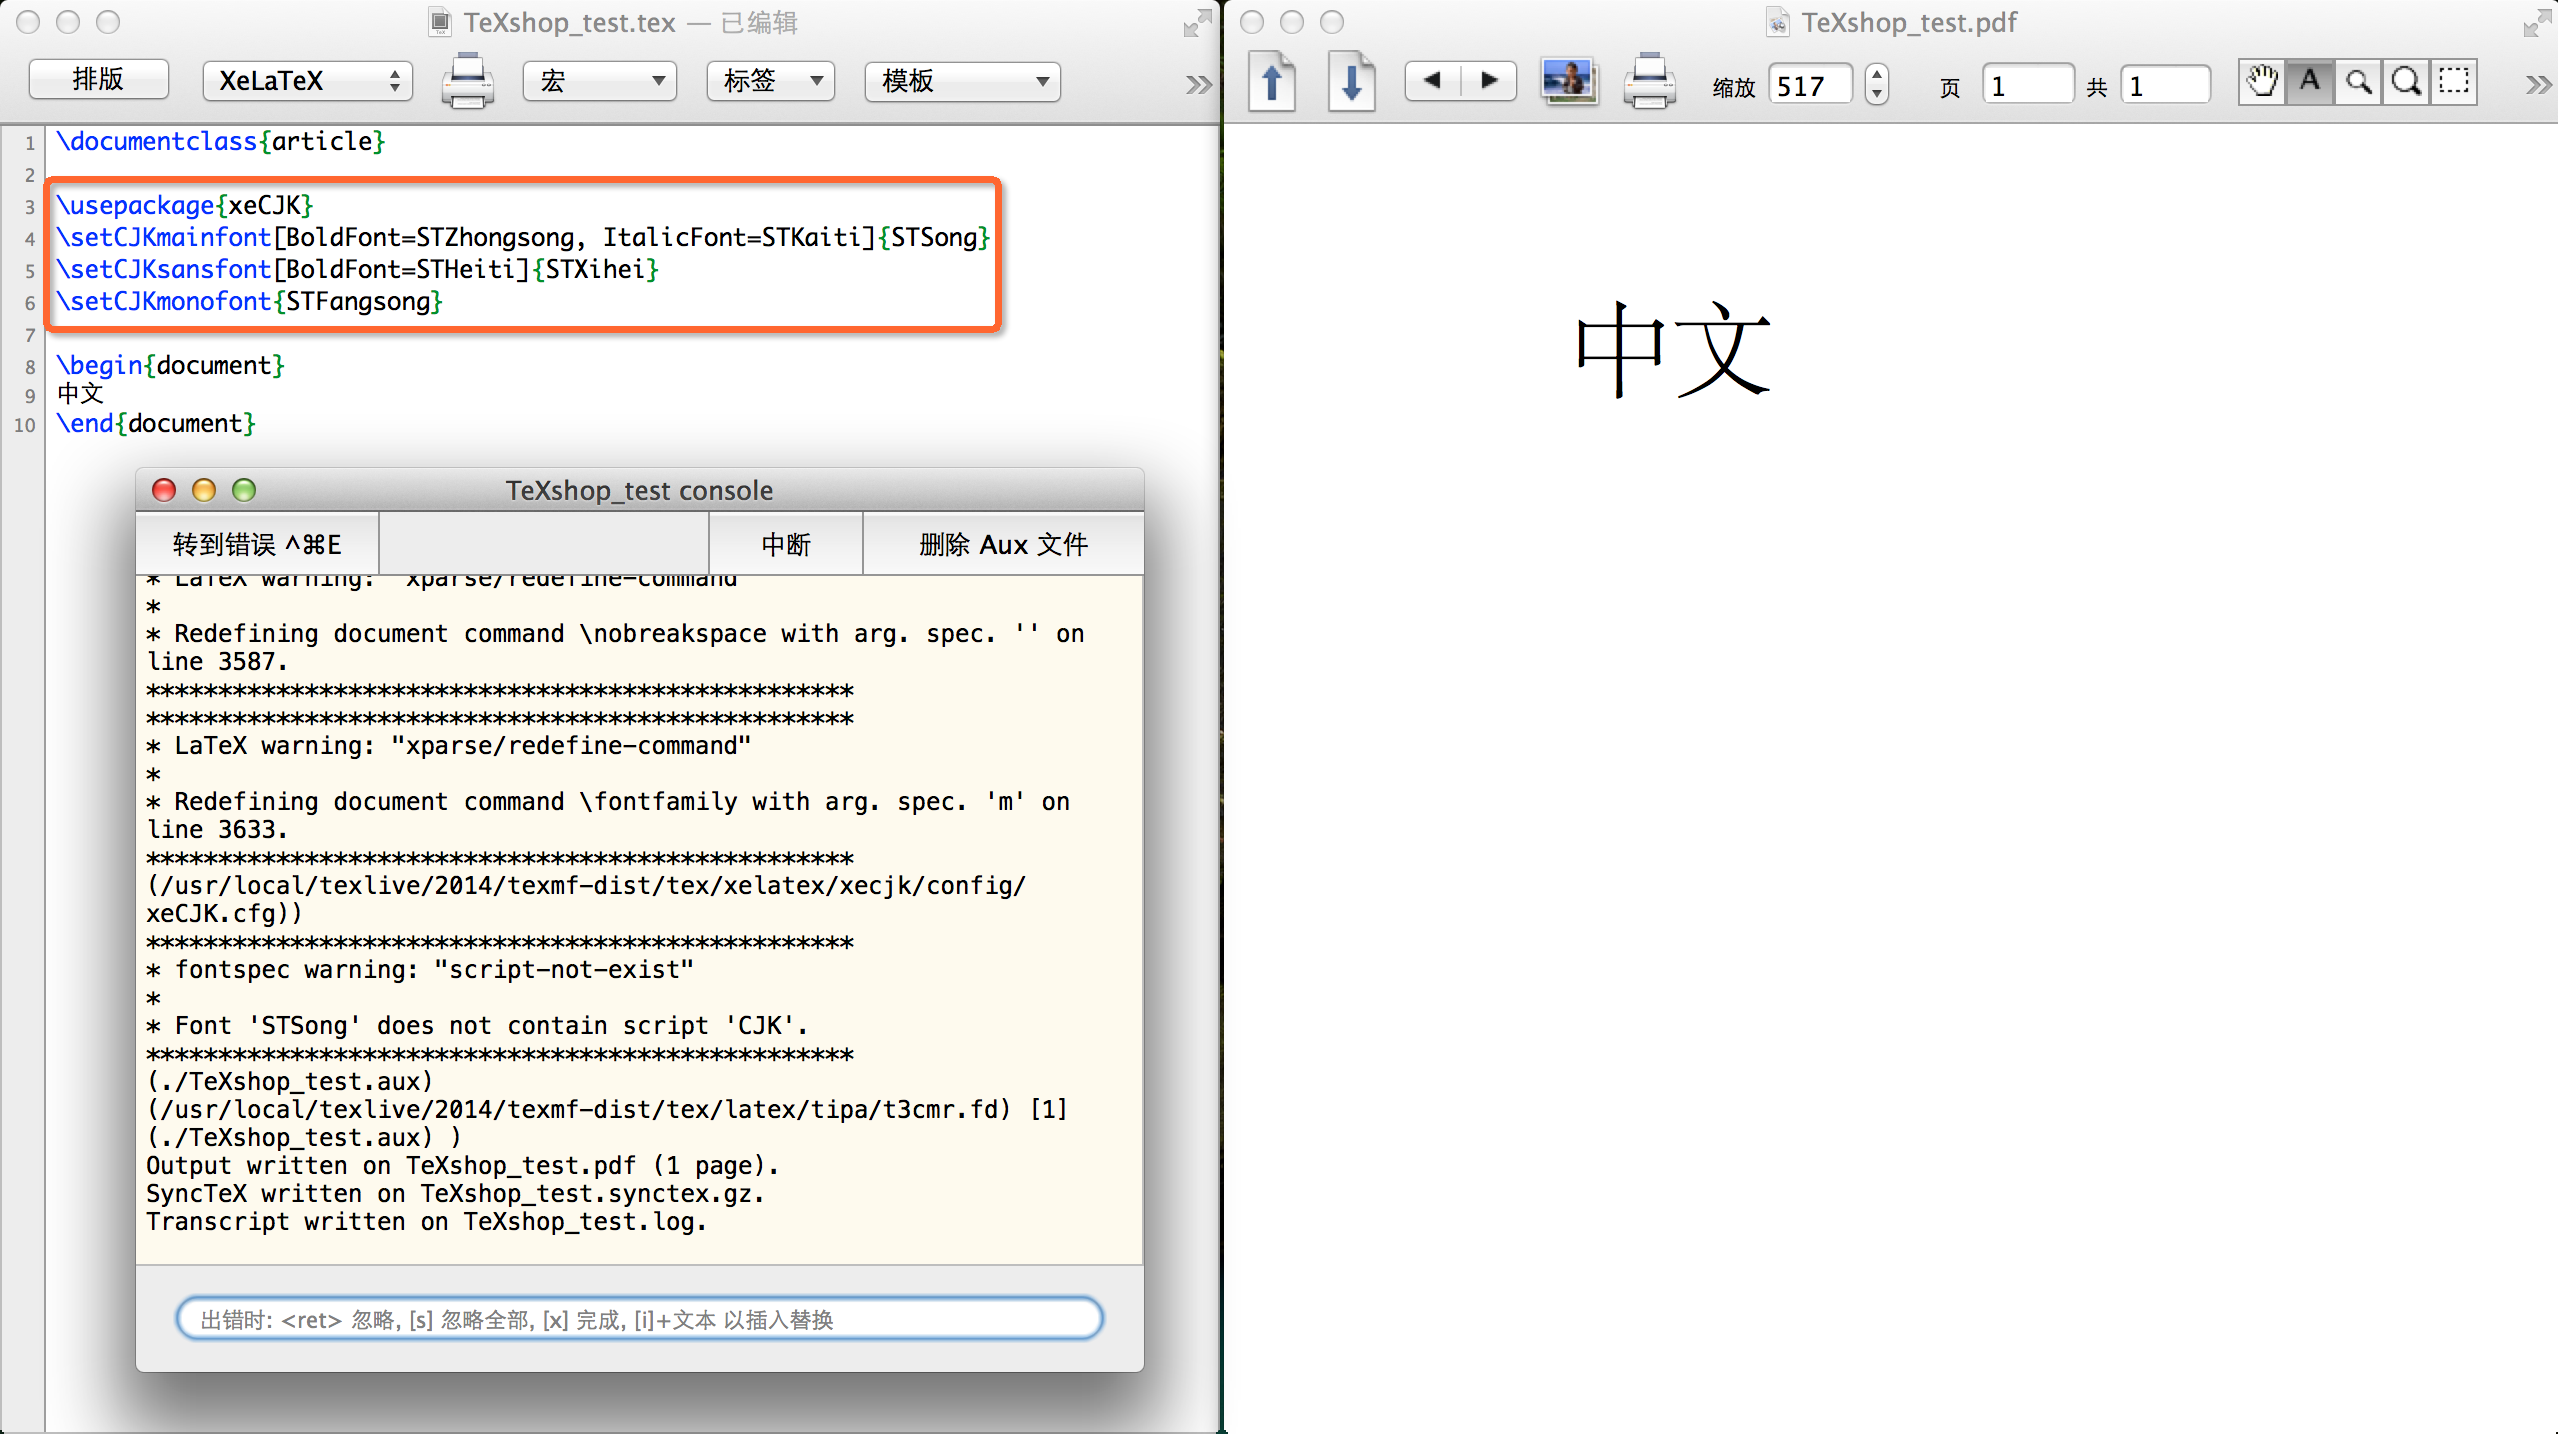 TeXshop_test.tex — 已编辑
排版 XeLaTeX 宏 标签 模板 »
1 \documentclass{article}
2
3 \usepackage{xeCJK}
4 \setCJKmainfont[BoldFont=STZhongsong, ItalicFont=STKaiti]{STSong}
5 \setCJKsansfont[BoldFont=STHeiti]{STXihei}
6 \setCJKmonofont{STFangsong}
7
8 \begin{document}
9 中文
10 \end{document}
TeXshop_test console
转到错误 ^⌘E 中断 删除 Aux 文件
* LaTeX warning: "xparse/redefine-command"
*
* Redefining document command \nobreakspace with arg. spec. '' on
line 3587.
*************************************************
*************************************************
* LaTeX warning: "xparse/redefine-command"
*
* Redefining document command \fontfamily with arg. spec. 'm' on
line 3633.
*************************************************
(/usr/local/texlive/2014/texmf-dist/tex/xelatex/xecjk/config/
xeCJK.cfg))
*************************************************
* fontspec warning: "script-not-exist"
*
* Font 'STSong' does not contain script 'CJK'.
*************************************************
(./TeXshop_test.aux)
(/usr/local/texlive/2014/texmf-dist/tex/latex/tipa/t3cmr.fd) [1]
(./TeXshop_test.aux) )
Output written on TeXshop_test.pdf (1 page).
SyncTeX written on TeXshop_test.synctex.gz.
Transcript written on TeXshop_test.log.
出错时: <ret> 忽略, [s] 忽略全部, [x] 完成, [i]+文本 以插入替换
TeXshop_test.pdf
缩放 517 页 1 共 1 A »
中文